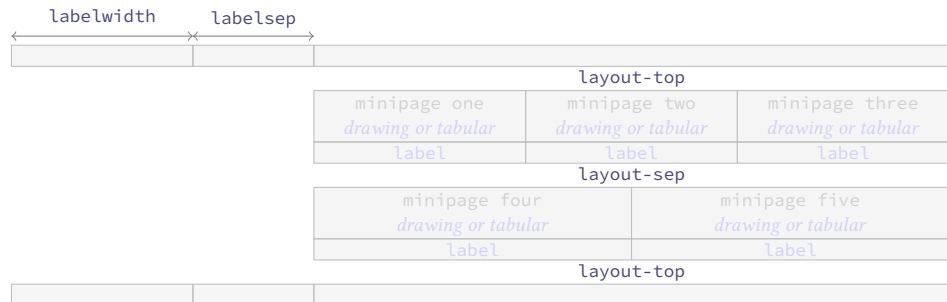 labelwidth labelsep
layout-top
minipage one minipage two minipage three
drawing or tabular drawing or tabular drawing or tabular
label label label
layout-sep
minipage four minipage five
drawing or tabular drawing or tabular
label label
layout-top